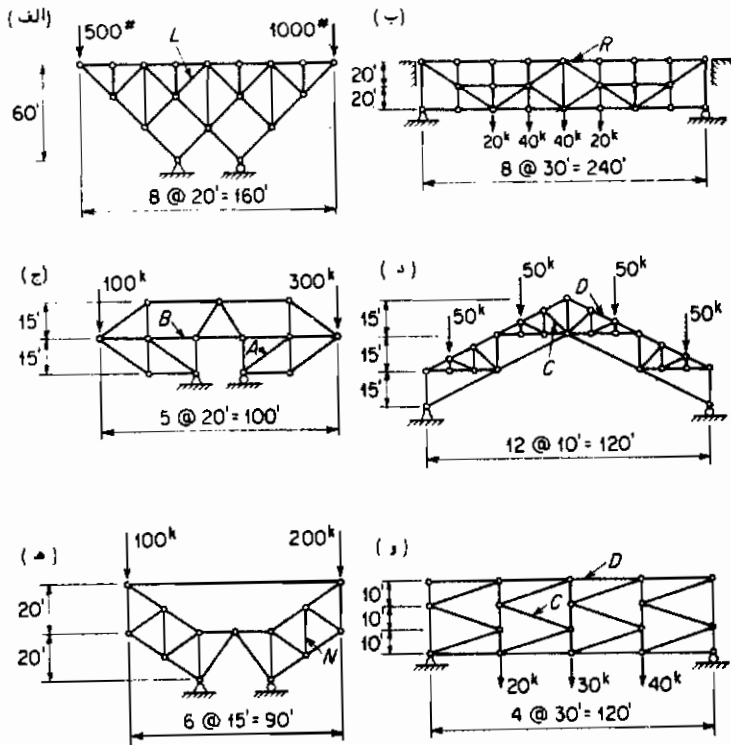 (الف)
500#
L
1000#
60'
8 @ 20' = 160'
(ب)
R
20'
20'
20k
40k
40k
20k
8 @ 30' = 240'
(ج)
100k
300k
15'
15'
B
A
5 @ 20' = 100'
(د)
50k
50k
50k
50k
D
C
15'
15'
15'
12 @ 10' = 120'
(هـ)
100k
200k
20'
20'
N
6 @ 15' = 90'
(و)
D
C
10'
10'
10'
20k
30k
40k
4 @ 30' = 120'